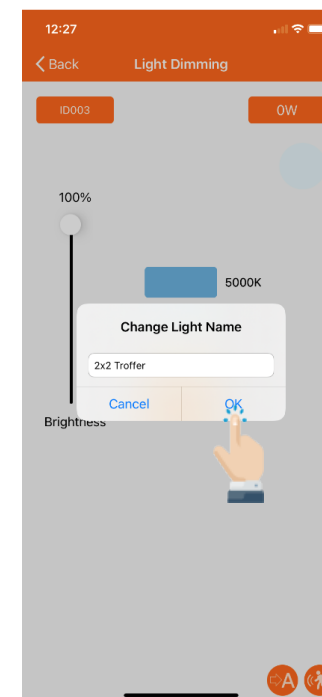 12:27
Back Light Dimming
ID003 0W
100%
5000K
Change Light Name
2x2 Troffer
Cancel OK
Brightness
A